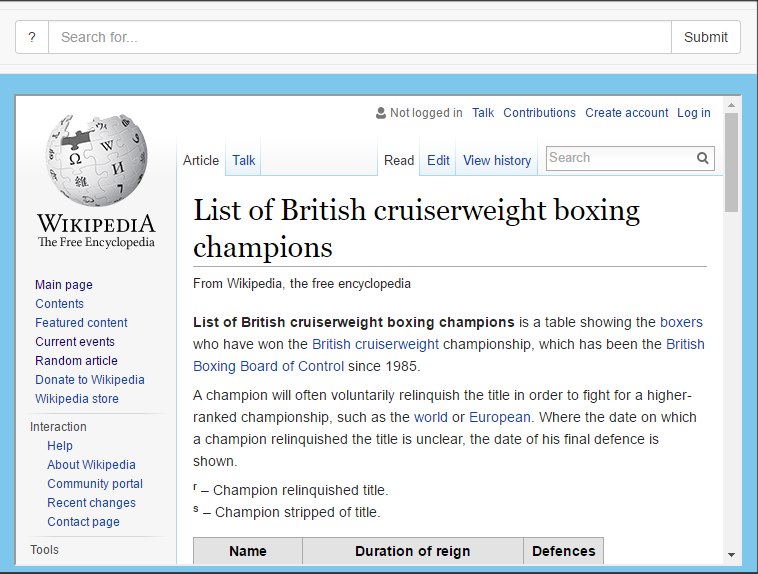 ? Search for... Submit
Not logged in Talk Contributions Create account Log in
Article Talk Read Edit View history Search
WIKIPEDIA
The Free Encyclopedia
Main page
Contents
Featured content
Current events
Random article
Donate to Wikipedia
Wikipedia store
Interaction
Help
About Wikipedia
Community portal
Recent changes
Contact page
Tools
List of British cruiserweight boxing
champions
From Wikipedia, the free encyclopedia
List of British cruiserweight boxing champions is a table showing the boxers
who have won the British cruiserweight championship, which has been the British
Boxing Board of Control since 1985.
A champion will often voluntarily relinquish the title in order to fight for a higher-
ranked championship, such as the world or European. Where the date on which
a champion relinquished the title is unclear, the date of his final defence is
shown.
r – Champion relinquished title.
s – Champion stripped of title.
Name Duration of reign Defences